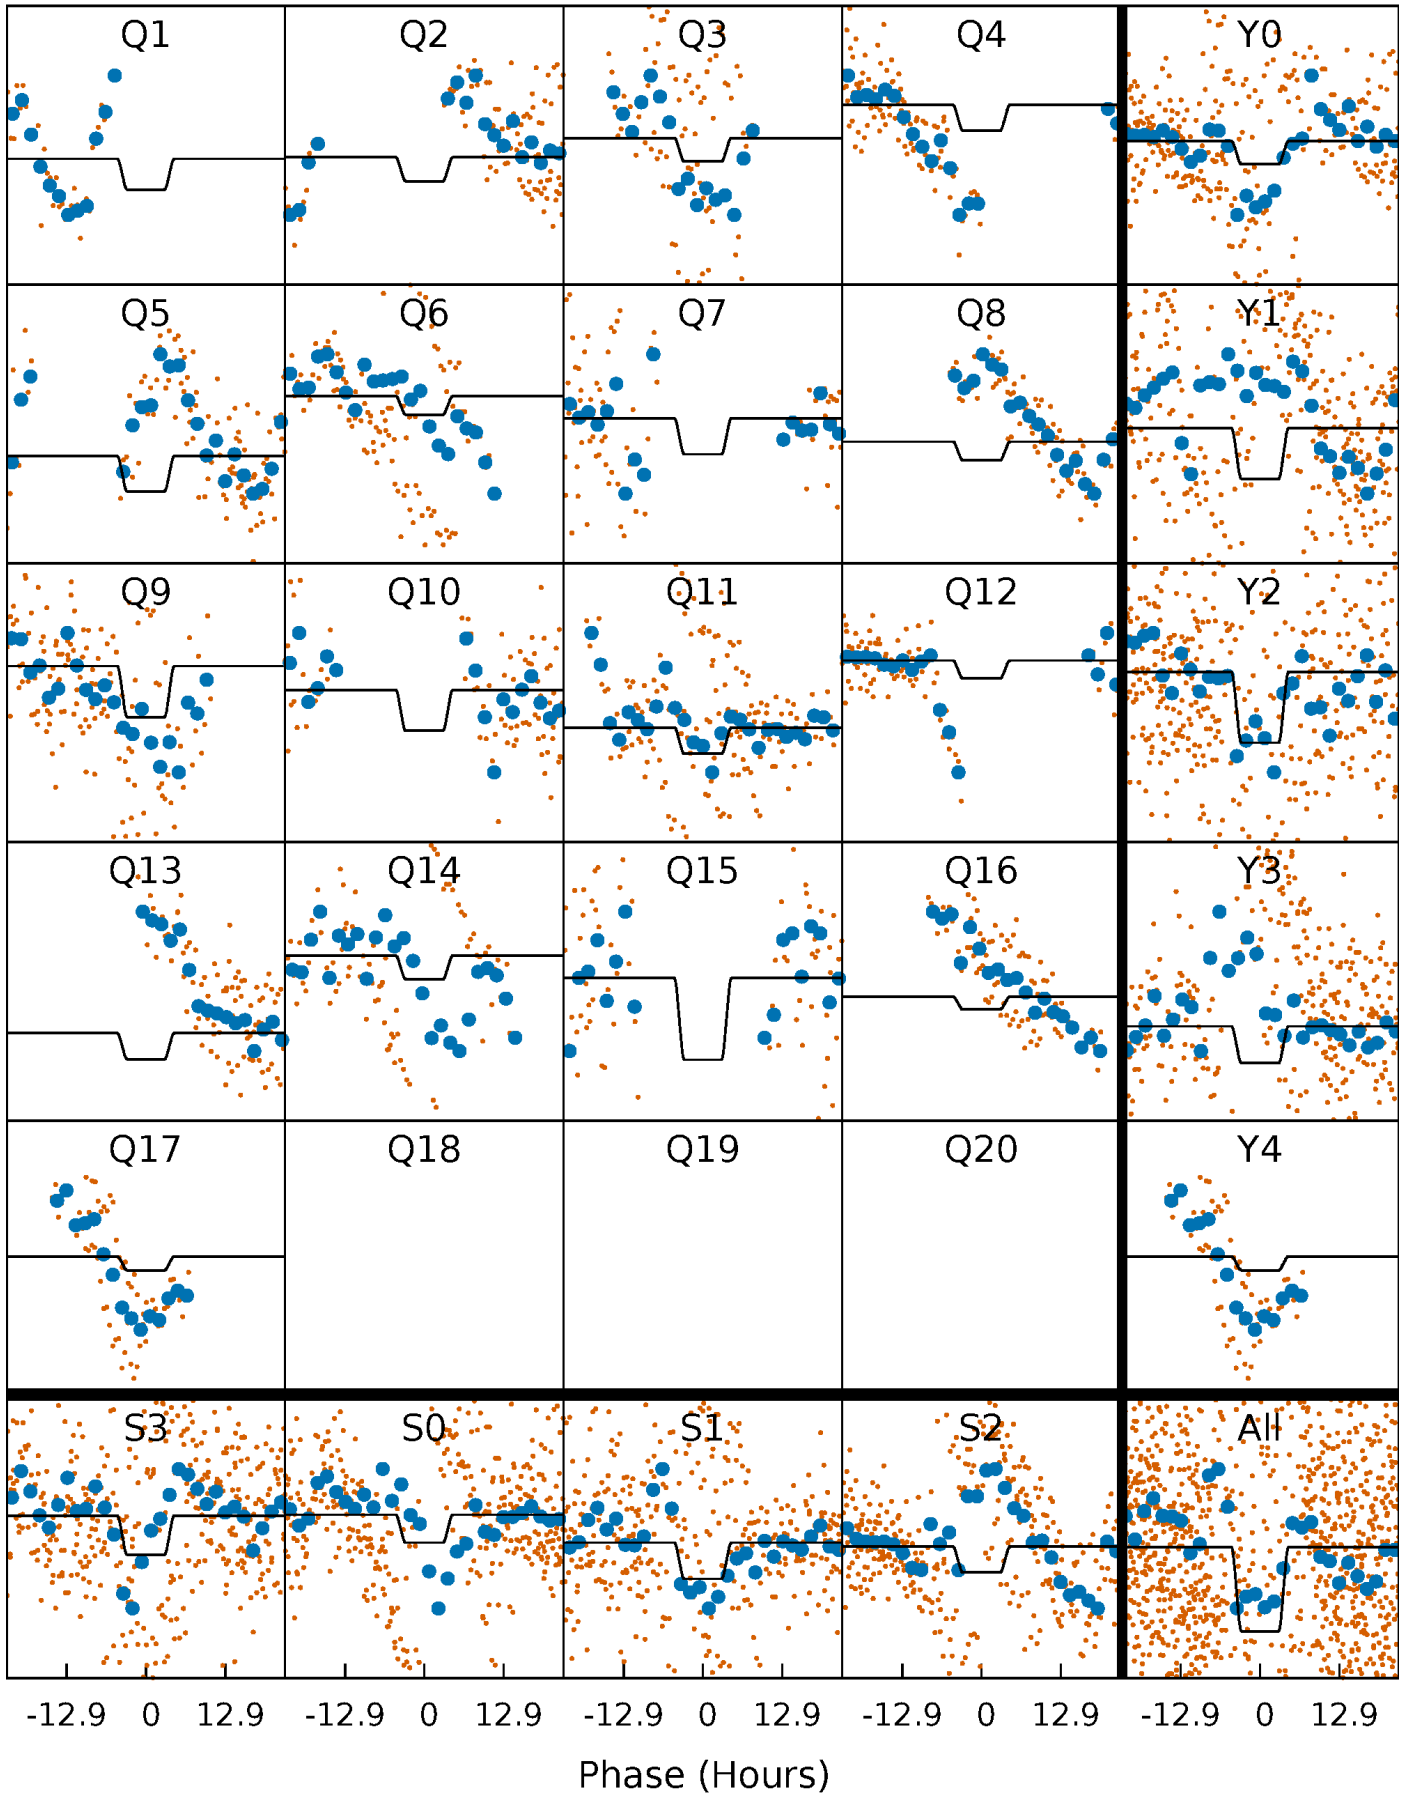 Q1 Q2 Q3 Q4 Y0
Q5 Q6 Q7 Q8 Y1
Q9 Q10 Q11 Q12 Y2
Q13 Q14 Q15 Q16 Y3
Q17 Q18 Q19 Q20 Y4
S3 S0 S1 S2 All
-12.9 0 12.9 -12.9 0 12.9 -12.9 0 12.9 -12.9 0 12.9 -12.9 0 12.9
Phase (Hours)